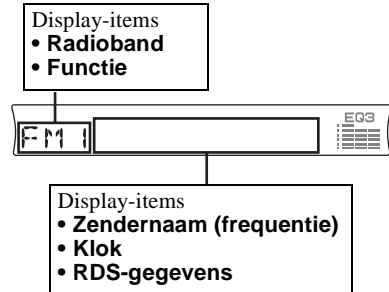 Display-items
• Radioband
• Functie
FM 1
EQ3
Display-items
• Zendernaam (frequentie)
• Klok
• RDS-gegevens